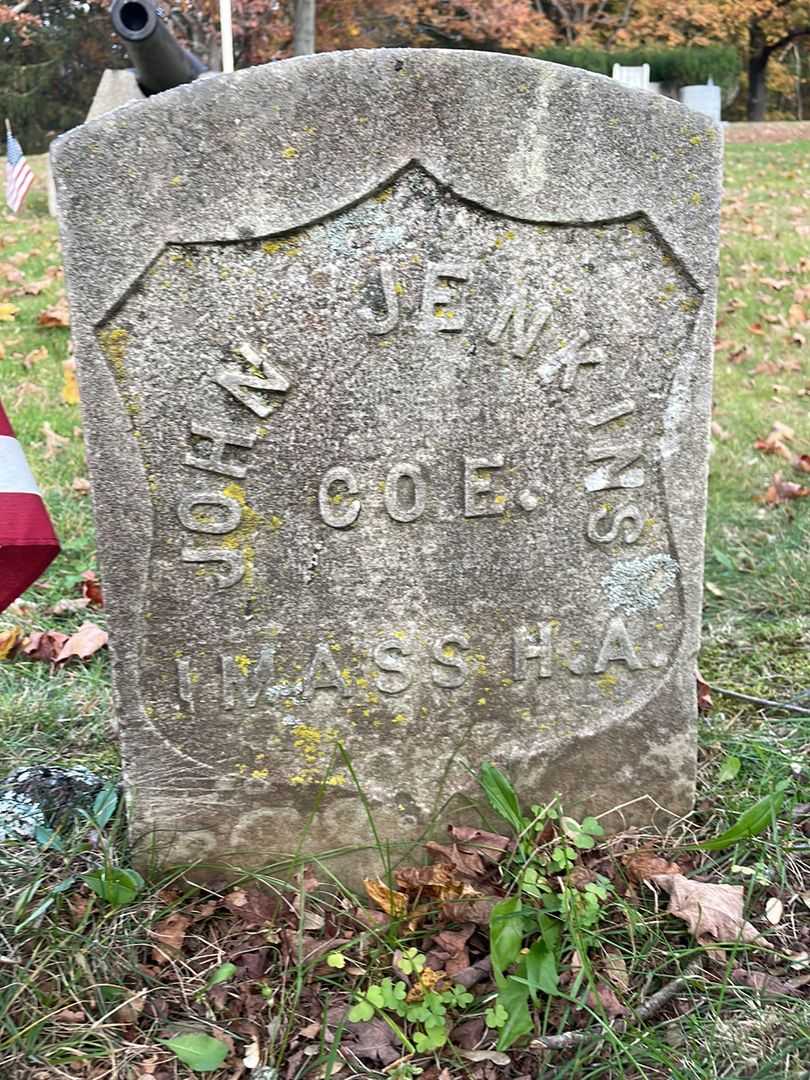 JOHN JENKINS
CO E.
1 MASS H.A.